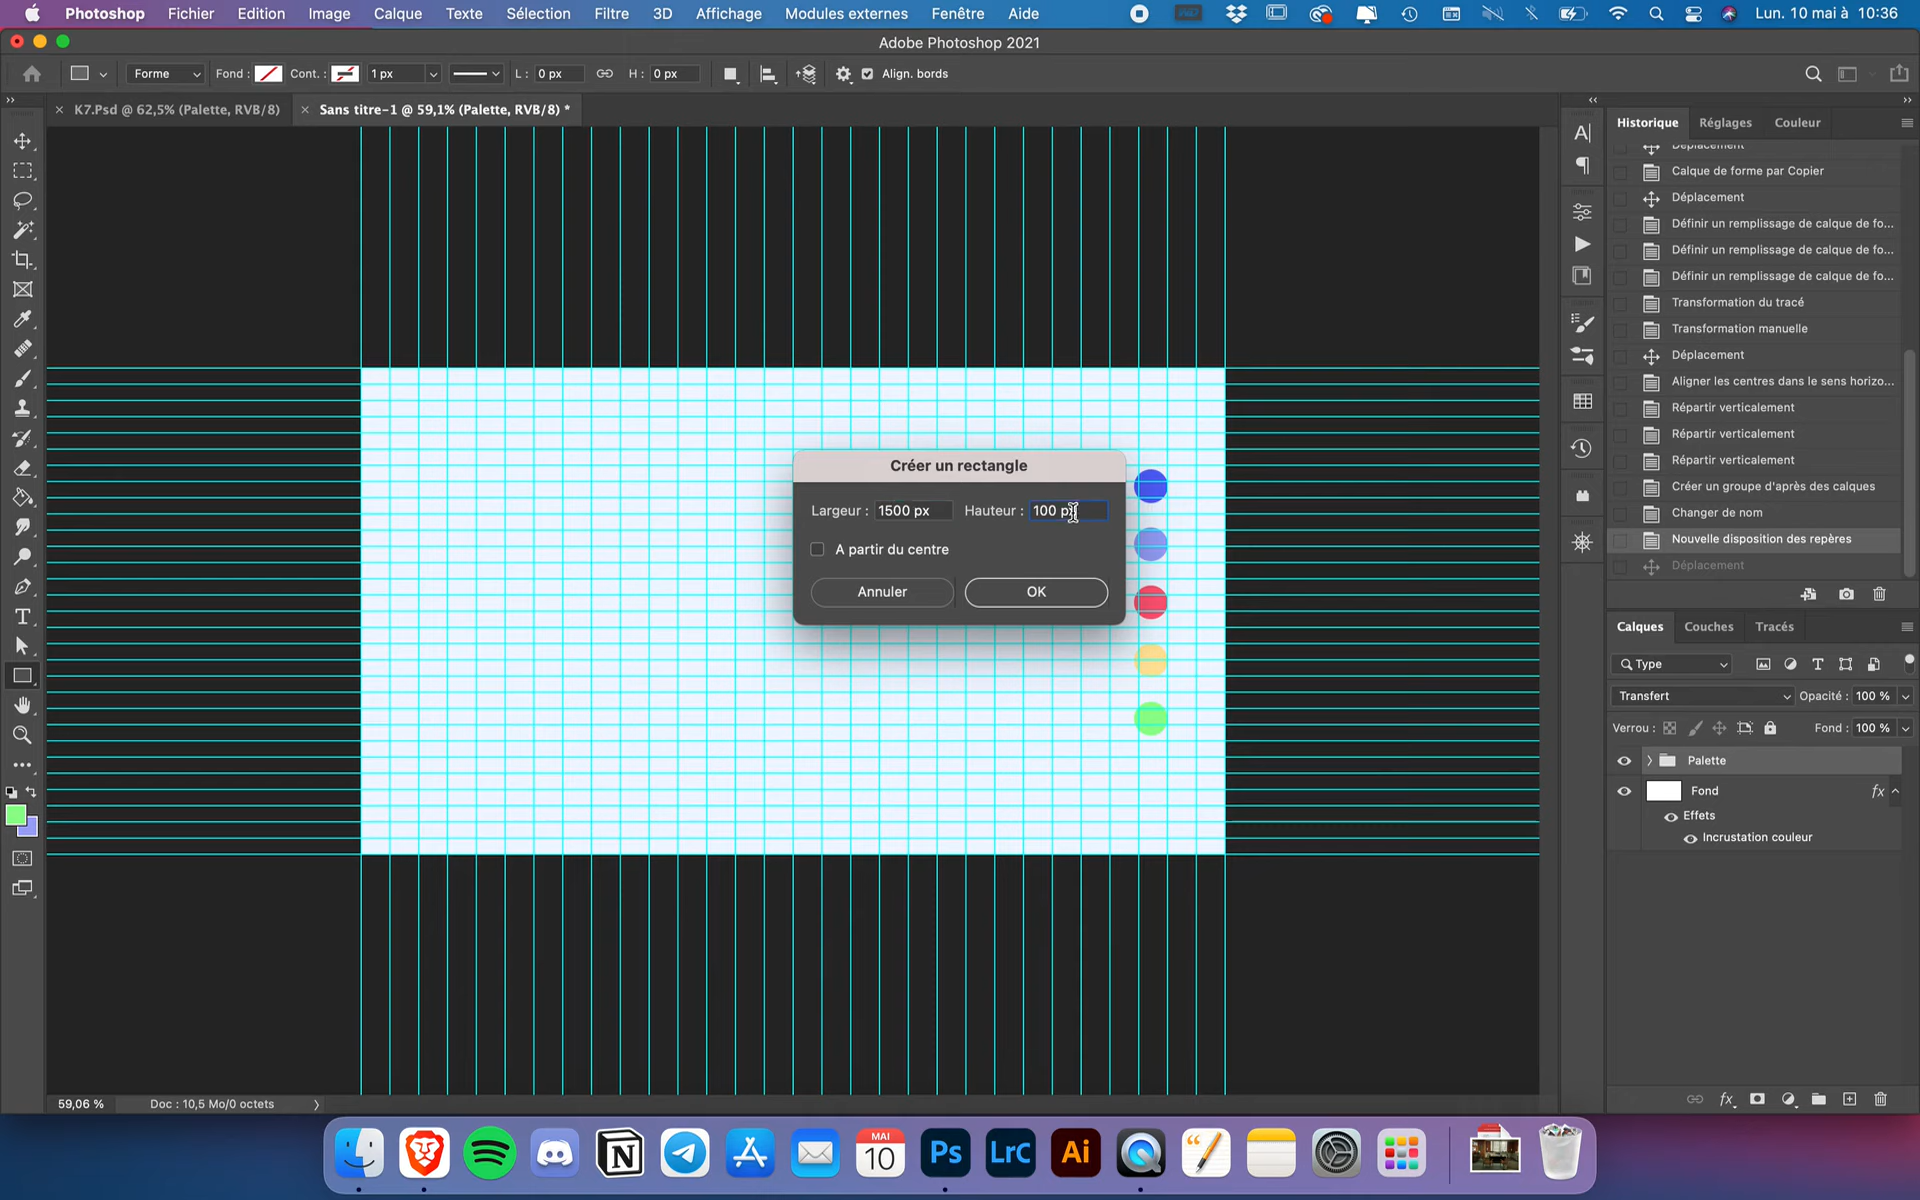 Photoshop Fichier Edition Image Calque Texte Sélection Filtre 3D Affichage Modules externes Fenêtre Aide Lun. 10 mai à 10:36
Adobe Photoshop 2021
Forme Fond : Cont. : 1 px L : 0 px H : 0 px Align. bords
K7.Psd @ 62,5% (Palette, RVB/8) Sans titre-1 @ 59,1% (Palette, RVB/8) *
Historique Réglages Couleur
Déplacement
Calque de forme par Copier
Déplacement
Définir un remplissage de calque de fo...
Définir un remplissage de calque de fo...
Définir un remplissage de calque de fo...
Transformation du tracé
Transformation manuelle
Déplacement
Aligner les centres dans le sens horizo...
Répartir verticalement
Répartir verticalement
Répartir verticalement
Créer un groupe d'après des calques
Changer de nom
Nouvelle disposition des repères
Déplacement
Créer un rectangle
Largeur : 1500 px Hauteur : 100 px
A partir du centre
Annuler OK
Calques Couches Tracés
Type
Transfert Opacité : 100 %
Verrou : Fond : 100 %
Palette
Fond fx
Effets
Incrustation couleur
59,06 % Doc : 10,5 Mo/0 octets
fx
MAI
10
Ps LrC Ai